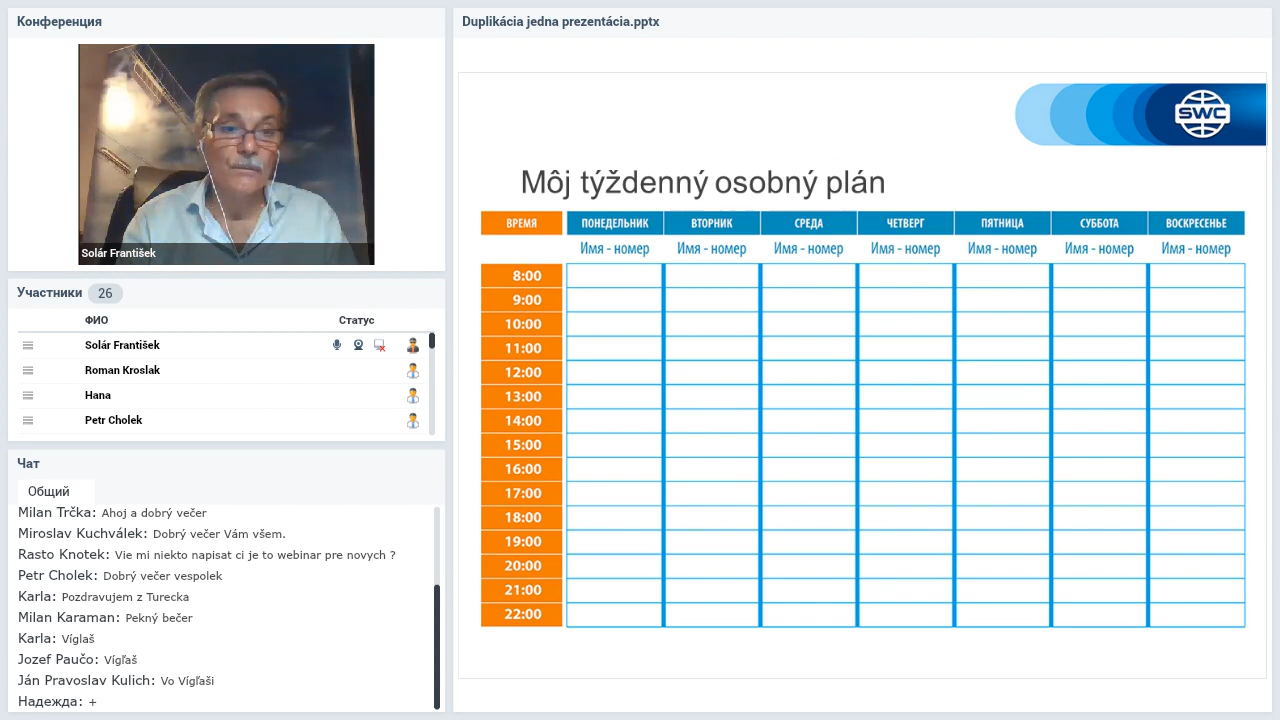 Конференция
Solár František
Участники 26
ФИО Статус
Solár František
Roman Kroslak
Hana
Petr Cholek
Чат
Общий
Milan Trčka: Ahoj a dobrý večer
Miroslav Kuchválek: Dobrý večer Vám všem.
Rasto Knotek: Vie mi niekto napisat ci je to webinar pre novych ?
Petr Cholek: Dobrý večer vespolek
Karla: Pozdravujem z Turecka
Milan Karaman: Pekný bečer
Karla: Víglaš
Jozef Paučo: Vígľaš
Ján Pravoslav Kulich: Vo Vígľaši
Надежда: +
Duplikácia jedna prezentácia.pptx
SWC
Môj týždenný osobný plán
ВРЕМЯ ПОНЕДЕЛЬНИК ВТОРНИК СРЕДА ЧЕТВЕРГ ПЯТНИЦА СУББОТА ВОСКРЕСЕНЬЕ
Имя - номер Имя - номер Имя - номер Имя - номер Имя - номер Имя - номер Имя - номер
8:00
9:00
10:00
11:00
12:00
13:00
14:00
15:00
16:00
17:00
18:00
19:00
20:00
21:00
22:00